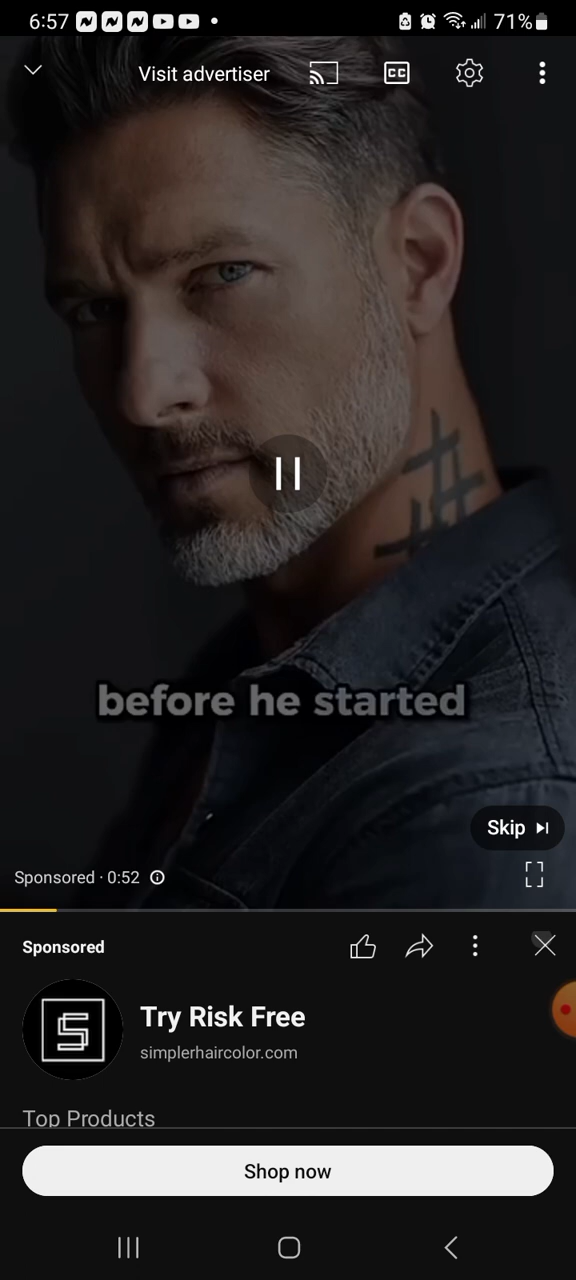 6:57
71%
Visit advertiser
CC
before he started
Skip
Sponsored · 0:52
Sponsored
S
Try Risk Free
simplerhaircolor.com
Top Products
Shop now